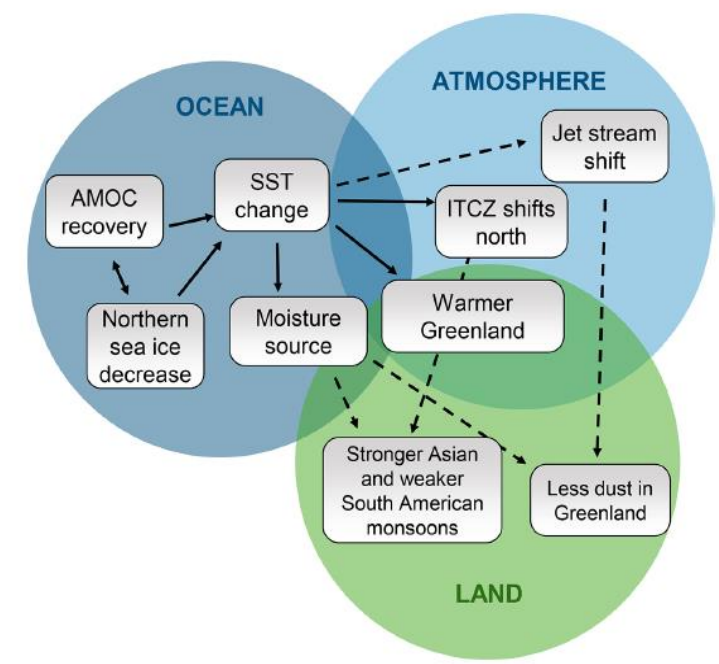 ATMOSPHERE
OCEAN
Jet stream
shift
SST
change
AMOC
recovery
ITCZ shifts
north
Northern
sea ice
decrease
Moisture
source
Warmer
Greenland
Stronger Asian
and weaker
South American
monsoons
Less dust in
Greenland
LAND